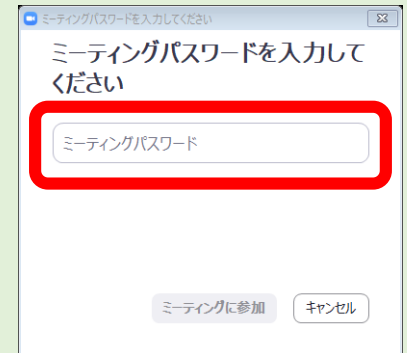 ミーティングパスワードを入力してください
ミーティングパスワードを入力して
ください
ミーティングパスワード
ミーティングに参加
キャンセル